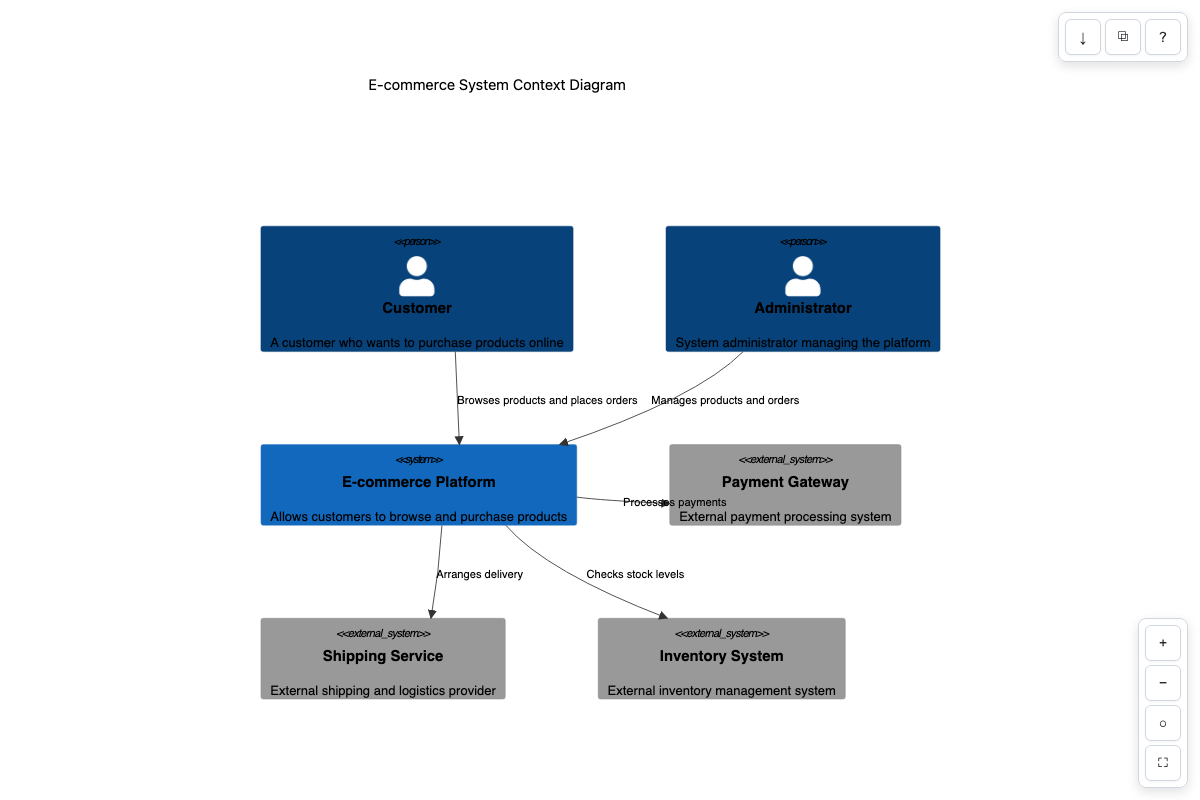 E-commerce System Context Diagram
?
<<person>>
Customer
A customer who wants to purchase products online
<<person>>
Administrator
System administrator managing the platform
Browses products and places orders
Manages products and orders
<<system>>
E-commerce Platform
Allows customers to browse and purchase products
Processes payments
<<external_system>>
Payment Gateway
External payment processing system
Arranges delivery
Checks stock levels
<<external_system>>
Shipping Service
External shipping and logistics provider
<<external_system>>
Inventory System
External inventory management system
+
−